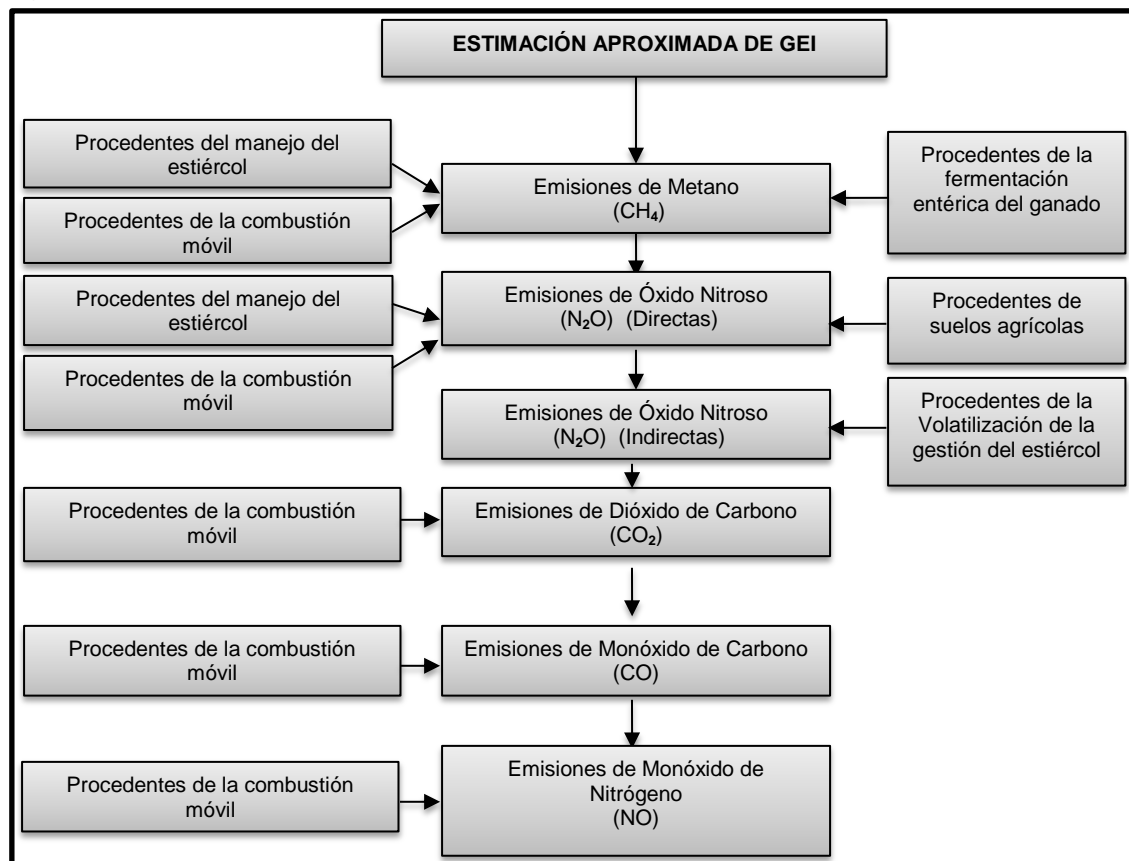 ESTIMACIÓN APROXIMADA DE GEI
Procedentes del manejo del
estiércol
Procedentes de la combustión
móvil
Emisiones de Metano
(CH₄)
Procedentes de la
fermentación
entérica del ganado
Procedentes del manejo del
estiércol
Procedentes de la combustión
móvil
Emisiones de Óxido Nitroso
(N₂O) (Directas)
Procedentes de
suelos agrícolas
Emisiones de Óxido Nitroso
(N₂O) (Indirectas)
Procedentes de la
Volatilización de la
gestión del estiércol
Procedentes de la combustión
móvil
Emisiones de Dióxido de Carbono
(CO₂)
Procedentes de la combustión
móvil
Emisiones de Monóxido de Carbono
(CO)
Procedentes de la combustión
móvil
Emisiones de Monóxido de
Nitrógeno
(NO)